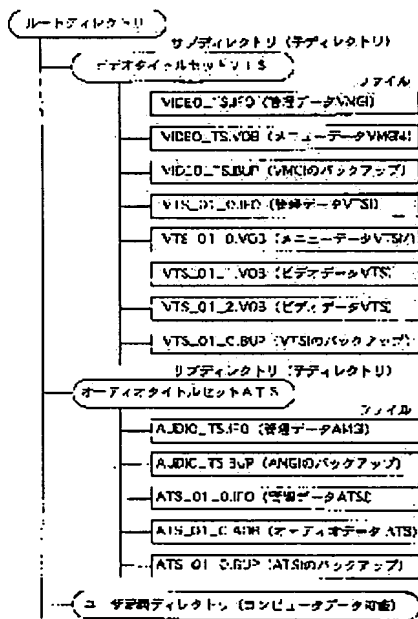 ルートディレクトリ
サブディレクトリ（子ディレクトリ）
ビデオタイトルセットV.T.S
ファイル
VIDEO_TS.IFO（管理データVMGI）
VIDEO_TS.VOB（メニューデータVMGM）
VIDEO_TS.BUP（VMGIのバックアップ）
VTS_01_0.IFO（管理データVTSI）
VTS_01_0.VOB（メニューデータVTSM）
VTS_01_1.VOB（ビデオデータVTS）
VTS_01_2.VOB（ビデオデータVTS）
VTS_01_0.BUP（VTSIのバックアップ）
サブディレクトリ（子ディレクトリ）
オーディオタイトルセットA.T.S
ファイル
AUDIO_TS.IFO（管理データAMGI）
AUDIO_TS.BUP（AMGIのバックアップ）
ATS_01_0.IFO（管理データATSI）
ATS_01_0.AOB（オーディオデータATS）
ATS_01_0.BUP（ATSIのバックアップ）
ユーザ定義ディレクトリ（コンピュータデータ可能）